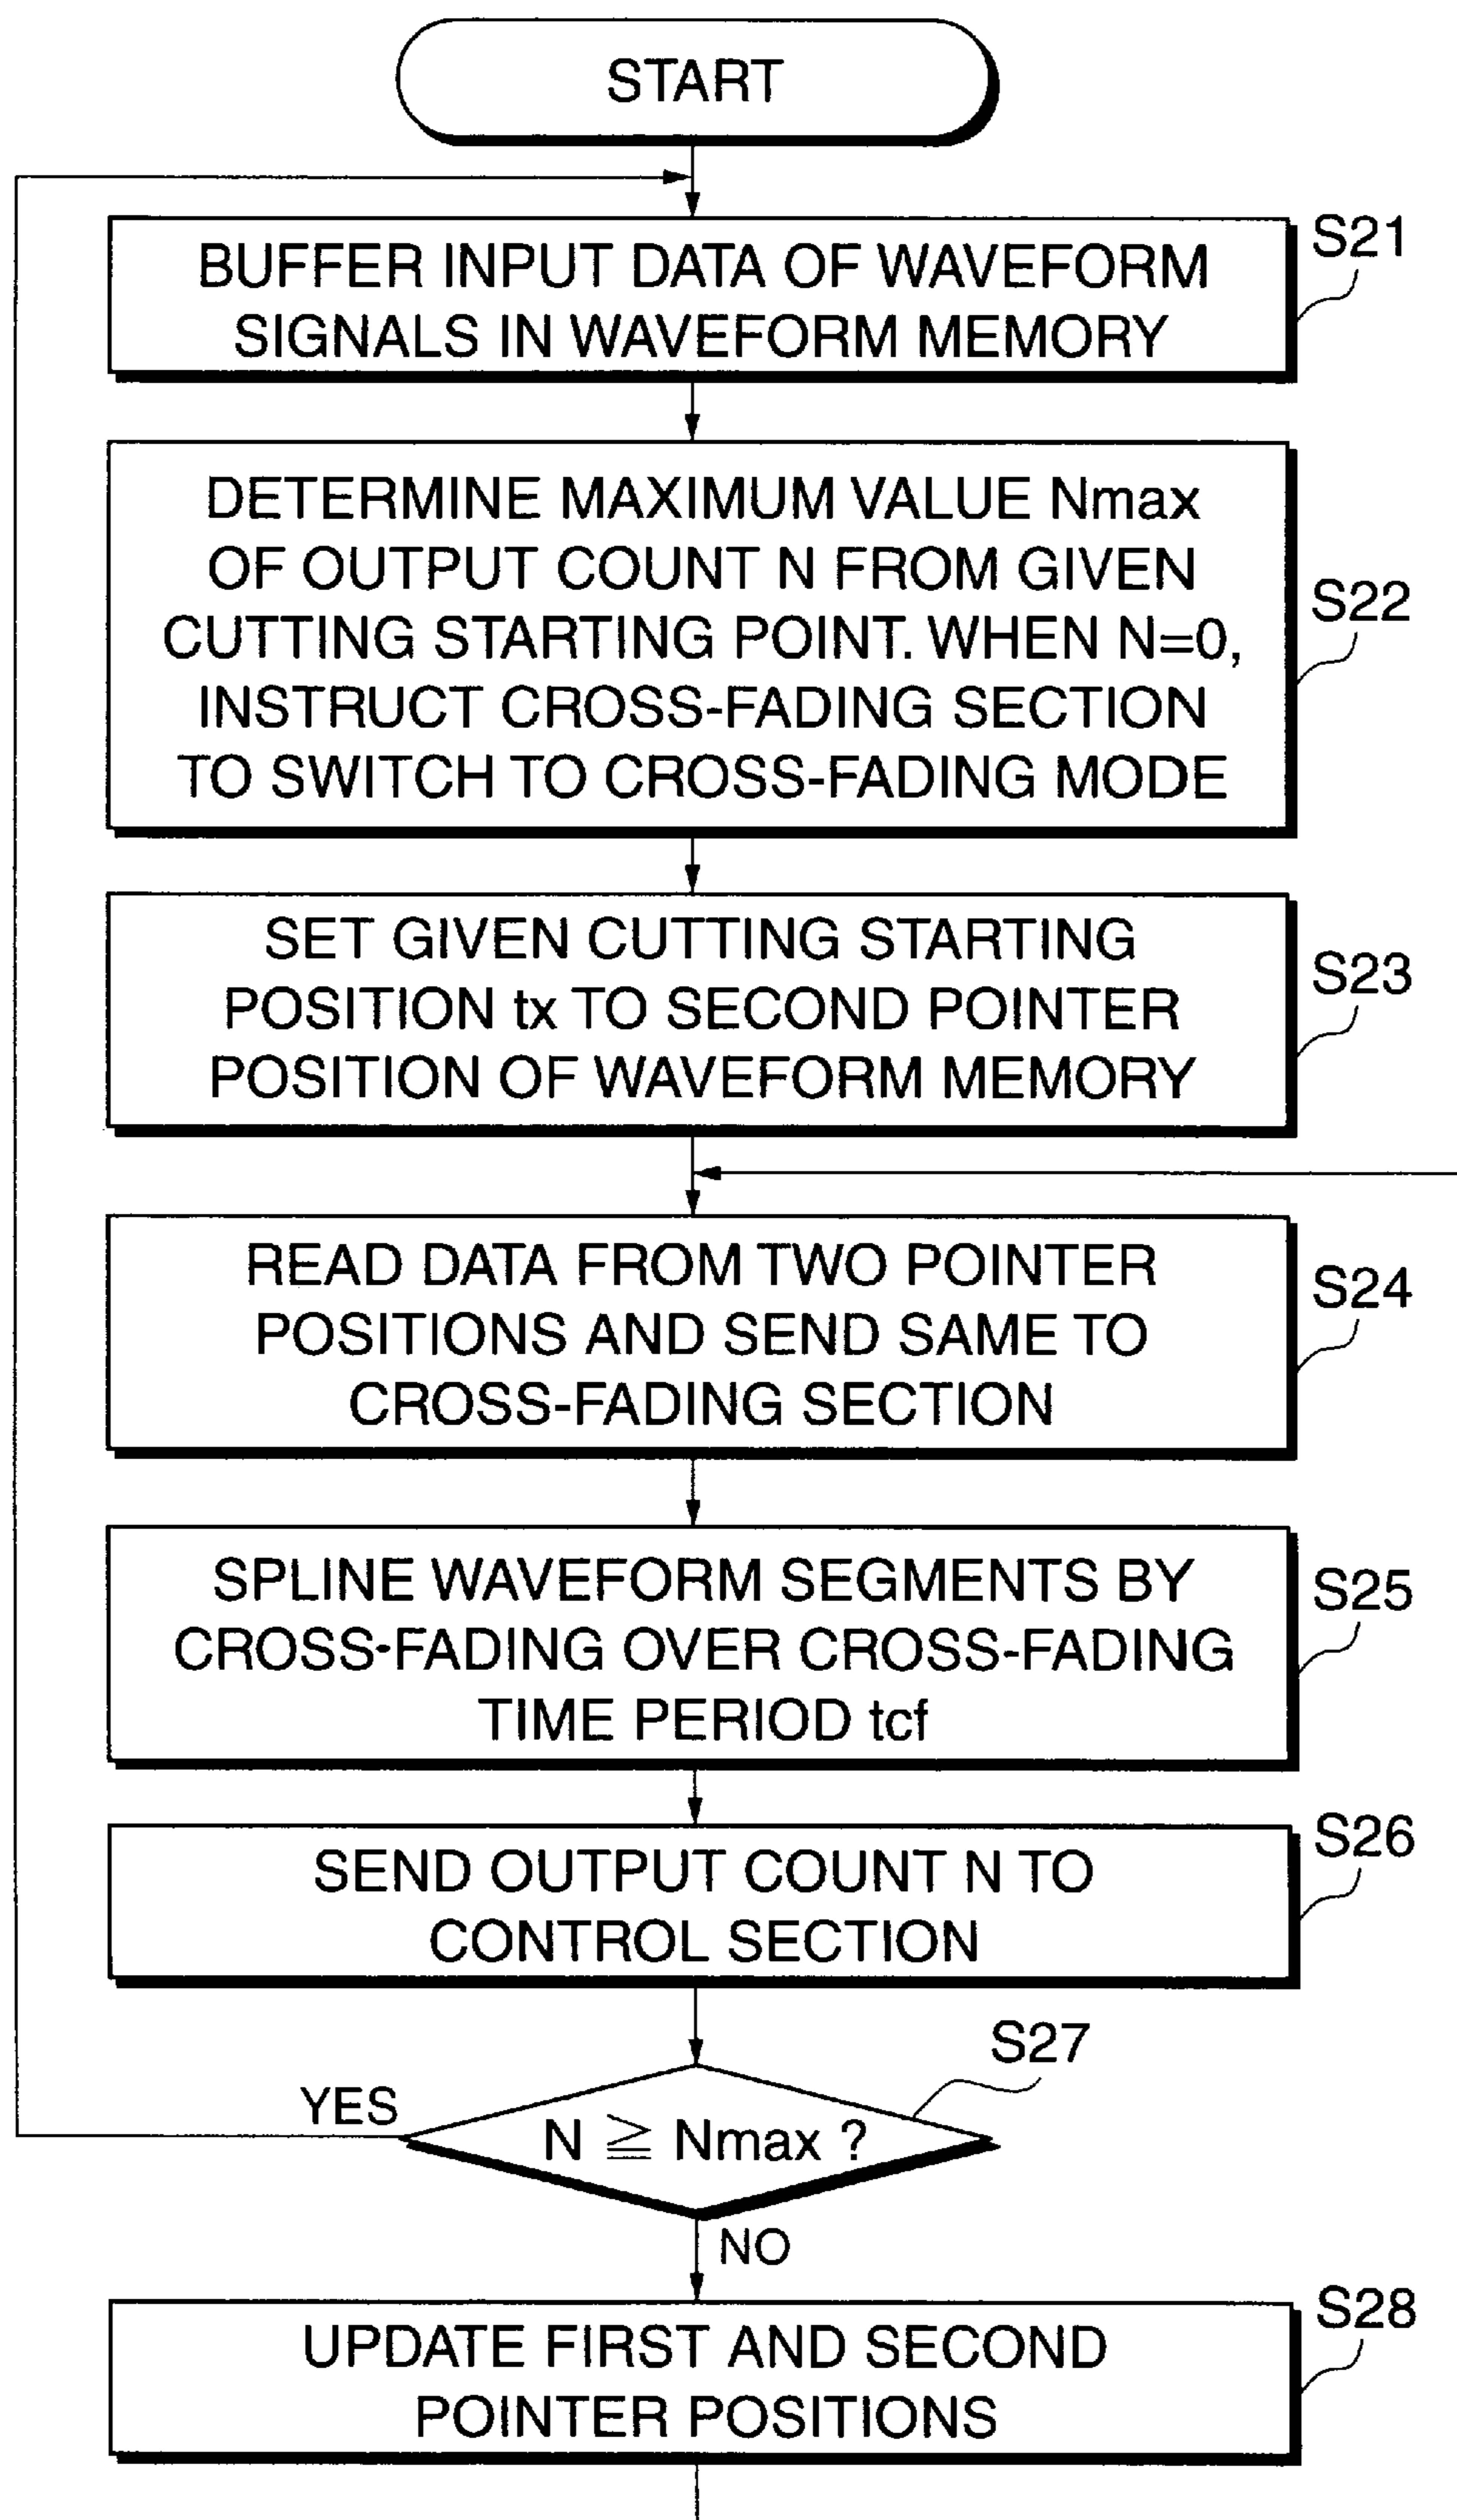 START
S21
BUFFER INPUT DATA OF WAVEFORM
SIGNALS IN WAVEFORM MEMORY
S22
DETERMINE MAXIMUM VALUE Nmax
OF OUTPUT COUNT N FROM GIVEN
CUTTING STARTING POINT. WHEN N=0,
INSTRUCT CROSS-FADING SECTION
TO SWITCH TO CROSS-FADING MODE
S23
SET GIVEN CUTTING STARTING
POSITION tx TO SECOND POINTER
POSITION OF WAVEFORM MEMORY
S24
READ DATA FROM TWO POINTER
POSITIONS AND SEND SAME TO
CROSS-FADING SECTION
S25
SPLINE WAVEFORM SEGMENTS BY
CROSS-FADING OVER CROSS-FADING
TIME PERIOD tcf
S26
SEND OUTPUT COUNT N TO
CONTROL SECTION
S27
YES
N ≧ Nmax ?
NO
S28
UPDATE FIRST AND SECOND
POINTER POSITIONS